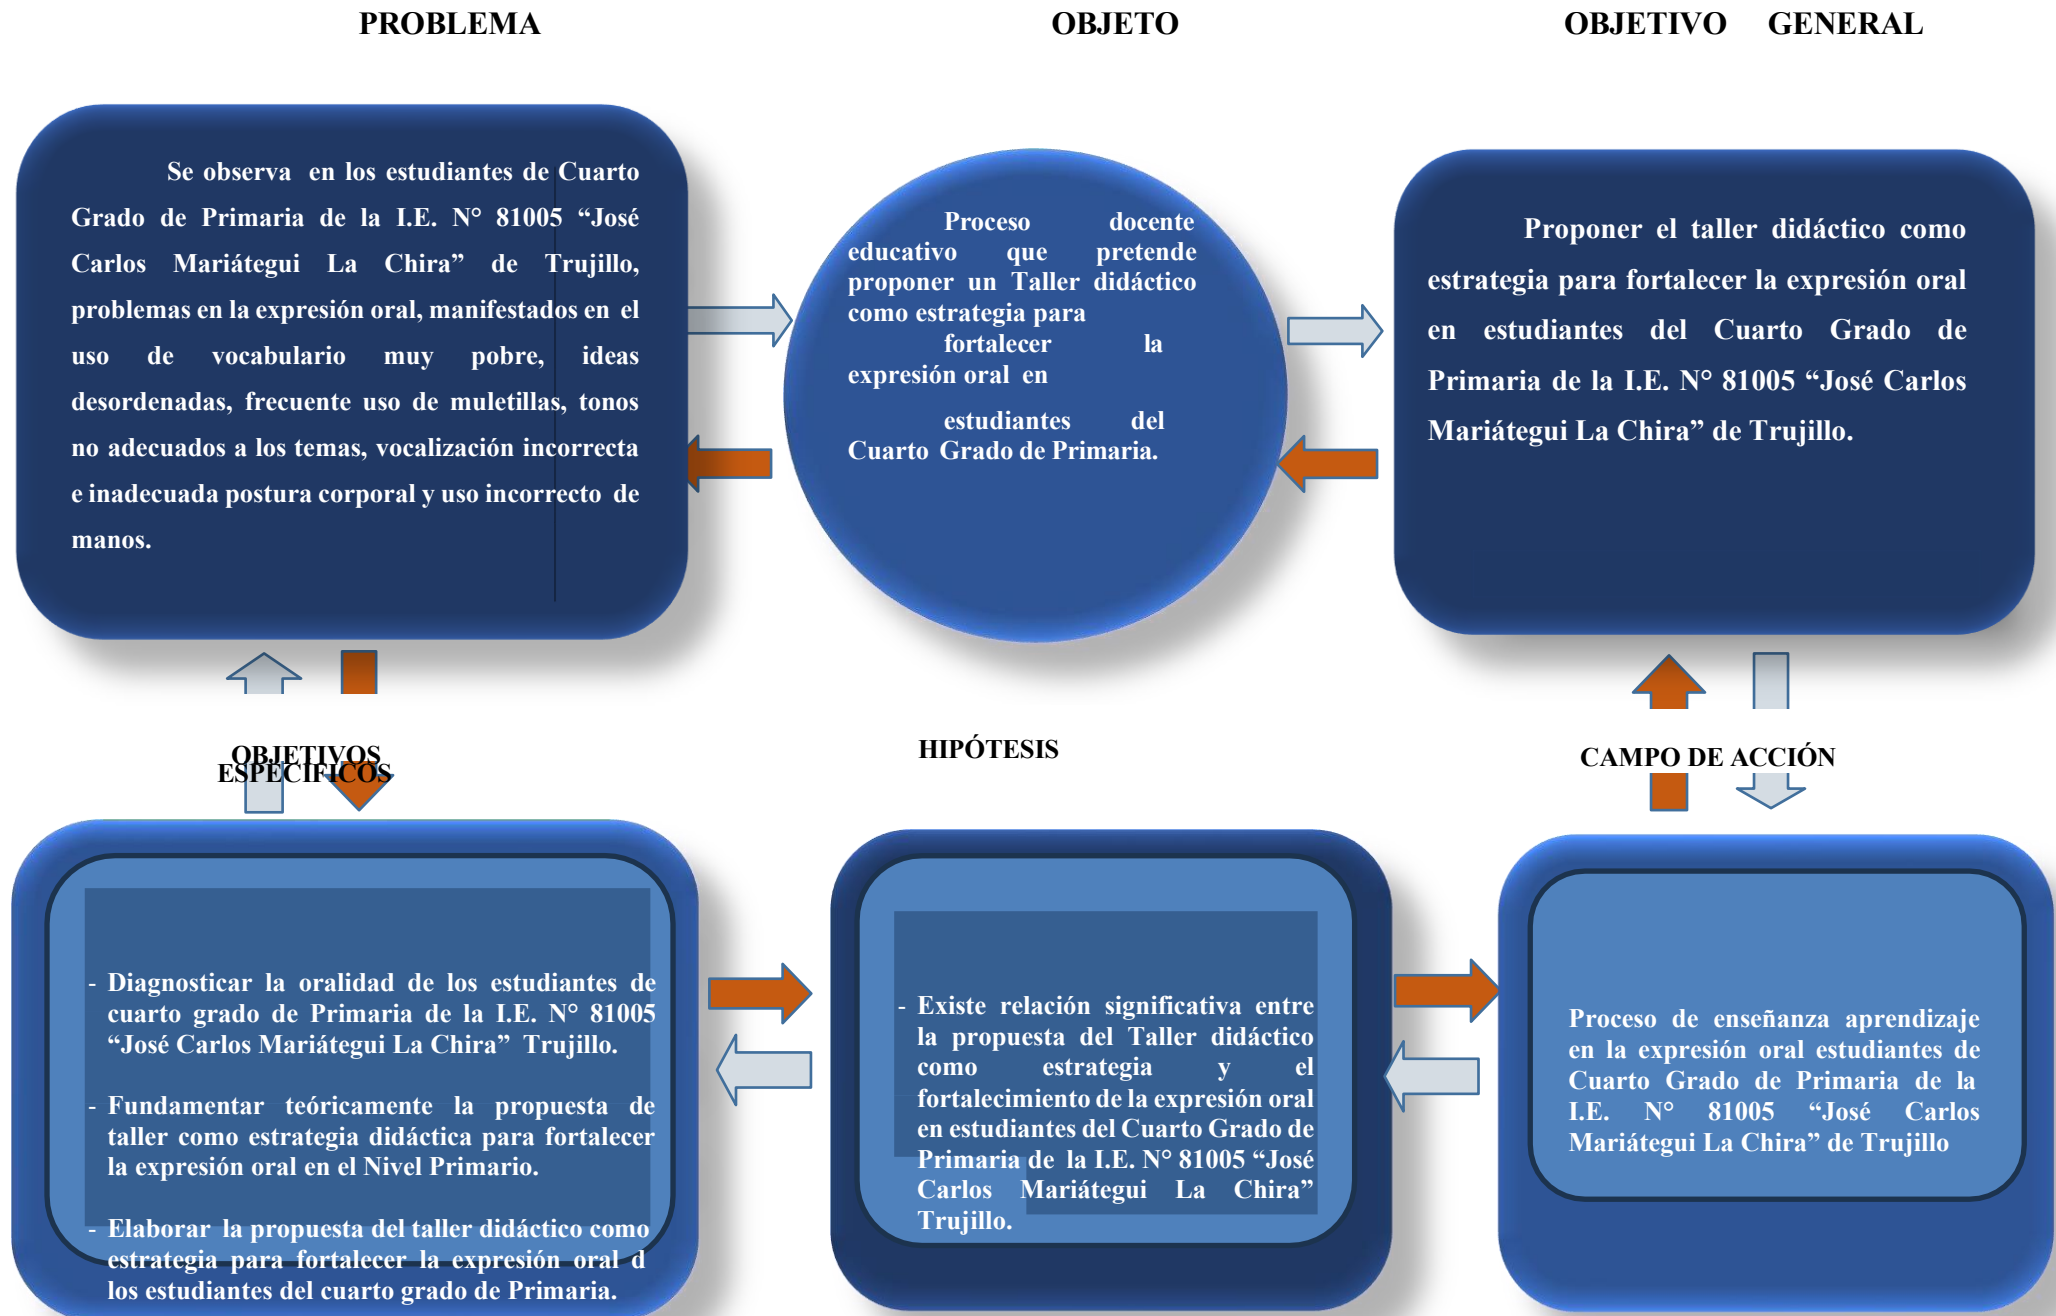 PROBLEMA
OBJETO
OBJETIVO GENERAL
Se observa en los estudiantes de Cuarto
Grado de Primaria de la I.E. N° 81005 “José
Carlos Mariátegui La Chira” de Trujillo,
problemas en la expresión oral, manifestados en el
uso de vocabulario muy pobre, ideas
desordenadas, frecuente uso de muletillas, tonos
no adecuados a los temas, vocalización incorrecta
e inadecuada postura corporal y uso incorrecto de
manos.
Proceso docente
educativo que pretende
proponer un Taller didáctico
como estrategia para
fortalecer la
expresión oral en
estudiantes del
Cuarto Grado de Primaria.
Proponer el taller didáctico como
estrategia para fortalecer la expresión oral
en estudiantes del Cuarto Grado de
Primaria de la I.E. N° 81005 “José Carlos
Mariátegui La Chira” de Trujillo.
OBJETIVOS
ESPECÍFICOS
HIPÓTESIS
CAMPO DE ACCIÓN
- Diagnosticar la oralidad de los estudiantes de
cuarto grado de Primaria de la I.E. N° 81005
“José Carlos Mariátegui La Chira” Trujillo.
- Fundamentar teóricamente la propuesta de
taller como estrategia didáctica para fortalecer
la expresión oral en el Nivel Primario.
- Elaborar la propuesta del taller didáctico como
estrategia para fortalecer la expresión oral d
los estudiantes del cuarto grado de Primaria.
- Existe relación significativa entre
la propuesta del Taller didáctico
como estrategia y el
fortalecimiento de la expresión oral
en estudiantes del Cuarto Grado de
Primaria de la I.E. N° 81005 “José
Carlos Mariátegui La Chira”
Trujillo.
Proceso de enseñanza aprendizaje
en la expresión oral estudiantes de
Cuarto Grado de Primaria de la
I.E. N° 81005 “José Carlos
Mariátegui La Chira” de Trujillo